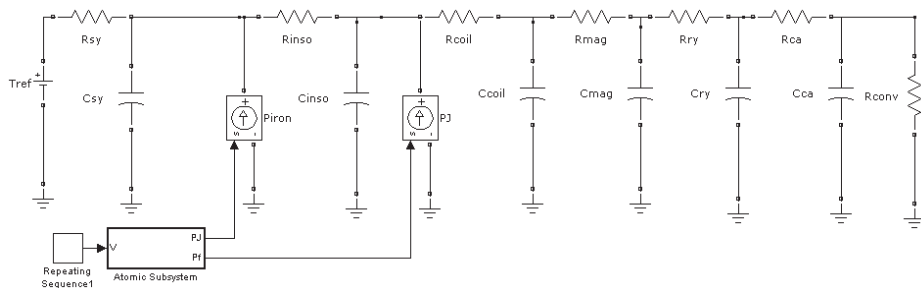 Rsy
Rinso
Rcoil
Rmag
Rry
Rca
Tref
+
Csy
+
S
-
Piron
Cinso
+
S
-
PJ
Ccoil
Cmag
Cry
Cca
Rconv
Repeating
Sequence1
V
PJ
Pf
Atomic Subsystem